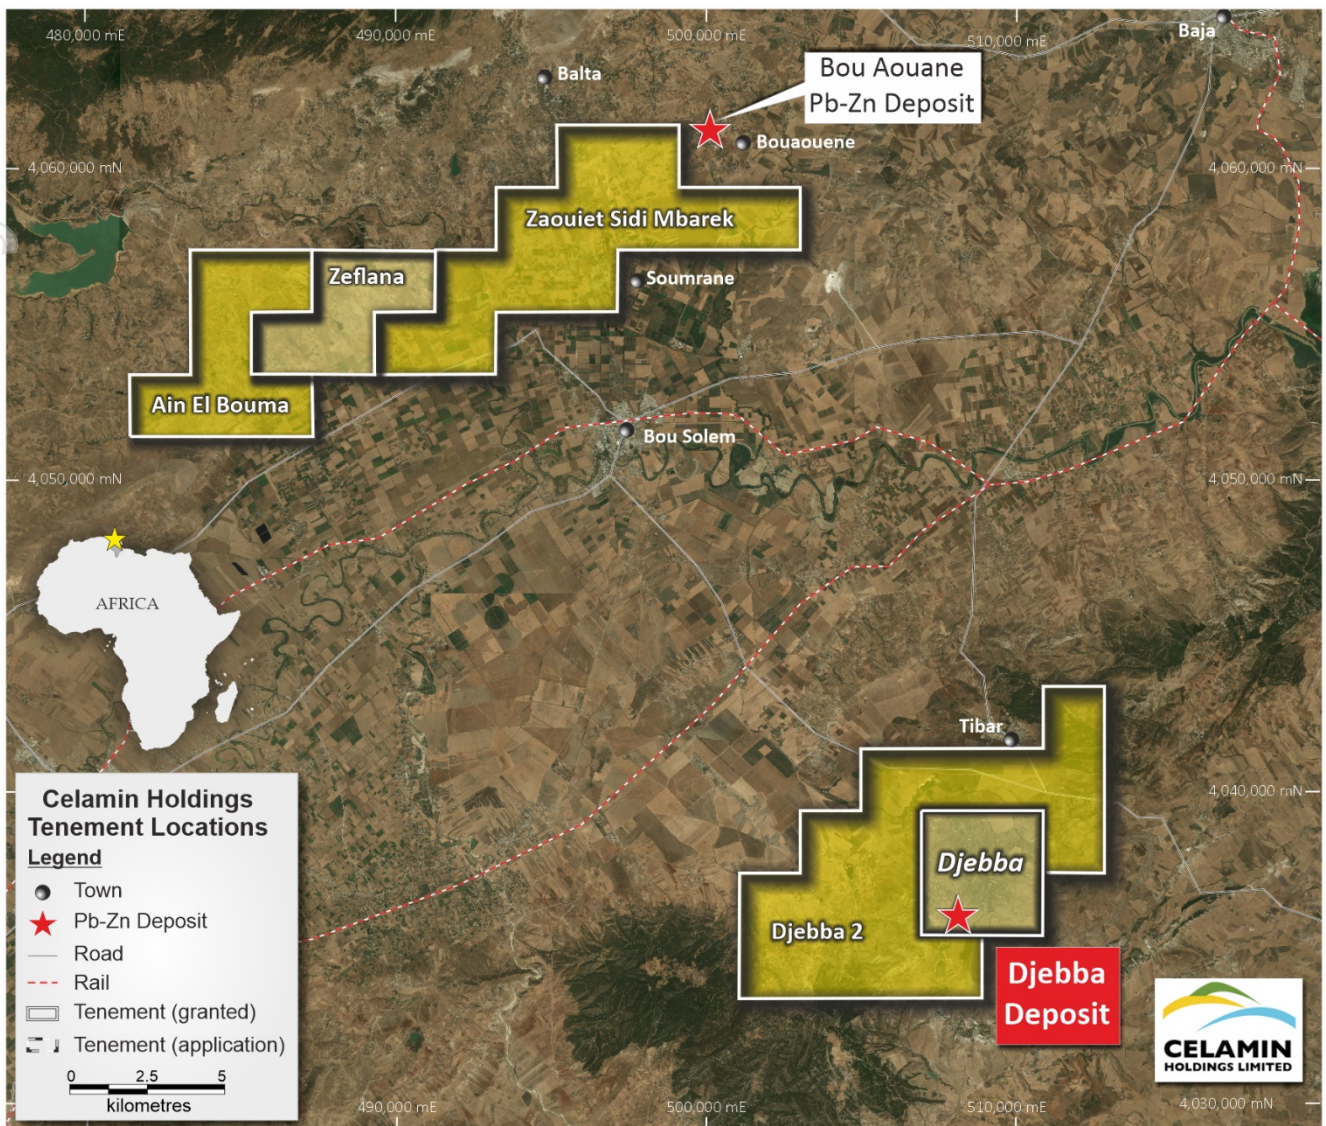 480,000 mE
490,000 mE
500,000 mE
510,000 mE
Baja
Balta
Bou Aouane
Pb-Zn Deposit
Bouaouene
4,060,000 mN
4,060,000 mN
Zaouiet Sidi Mbarek
Zeflana
Soumrane
Ain El Bouma
Bou Solem
4,050,000 mN
4,050,000 mN
AFRICA
Tibar
4,040,000 mN
Djebba
Djebba 2
Djebba
Deposit
Celamin Holdings
Tenement Locations
Legend
Town
Pb-Zn Deposit
Road
Rail
Tenement (granted)
Tenement (application)
0 2.5 5
kilometres
CELAMIN
HOLDINGS LIMITED
490,000 mE
500,000 mE
510,000 mE
4,030,000 mN